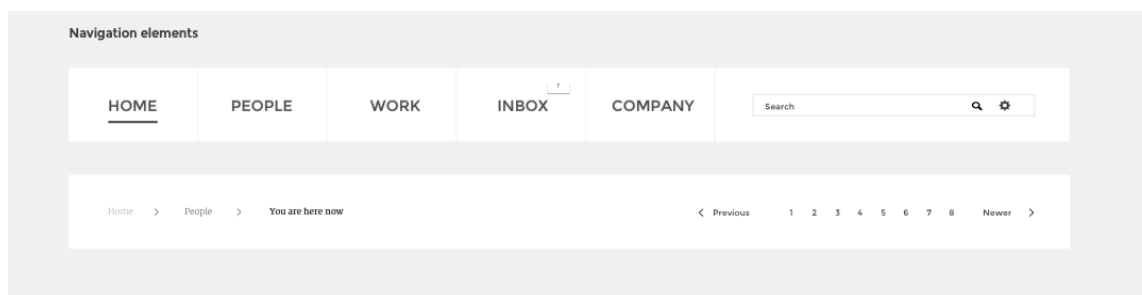 Navigation elements
7
HOME PEOPLE WORK INBOX COMPANY Search
Home > People > You are here now < Previous 1 2 3 4 5 6 7 8 Newer >